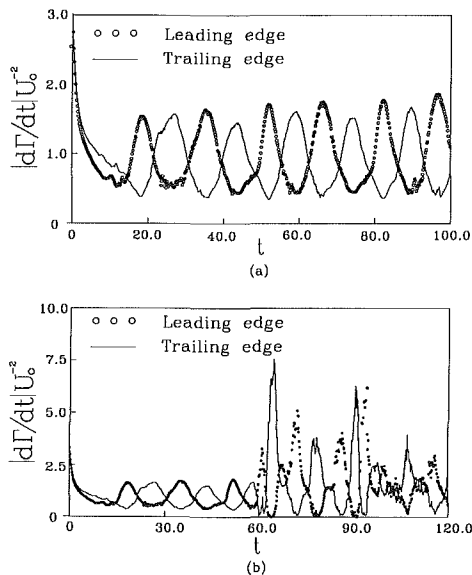 3.0
2.0
1.0
0
|dΓ/dt|U₀⁻²
Leading edge
Trailing edge
0 20.0 40.0 60.0 80.0 100.0
t
(a)
10.0
7.5
5.0
2.5
0
|dΓ/dt|U₀⁻²
Leading edge
Trailing edge
0 30.0 60.0 90.0 120.0
t
(b)